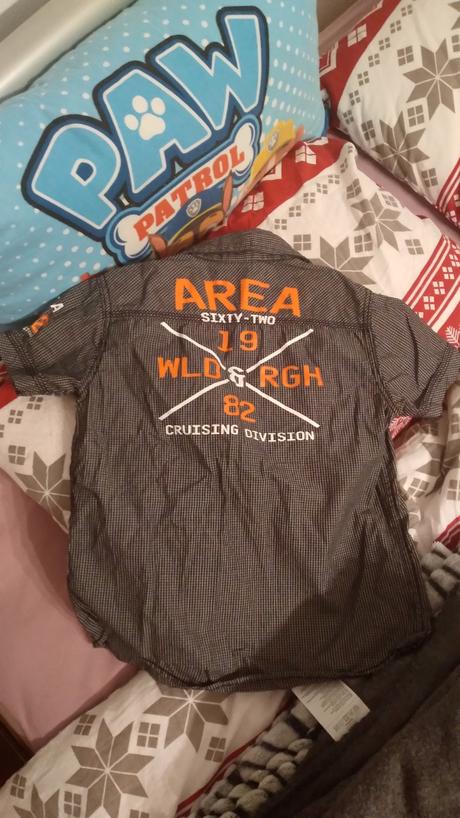 PAW
PATROL
AREA
SIXTY-TWO
19
WLD & RGH
82
CRUISING DIVISION